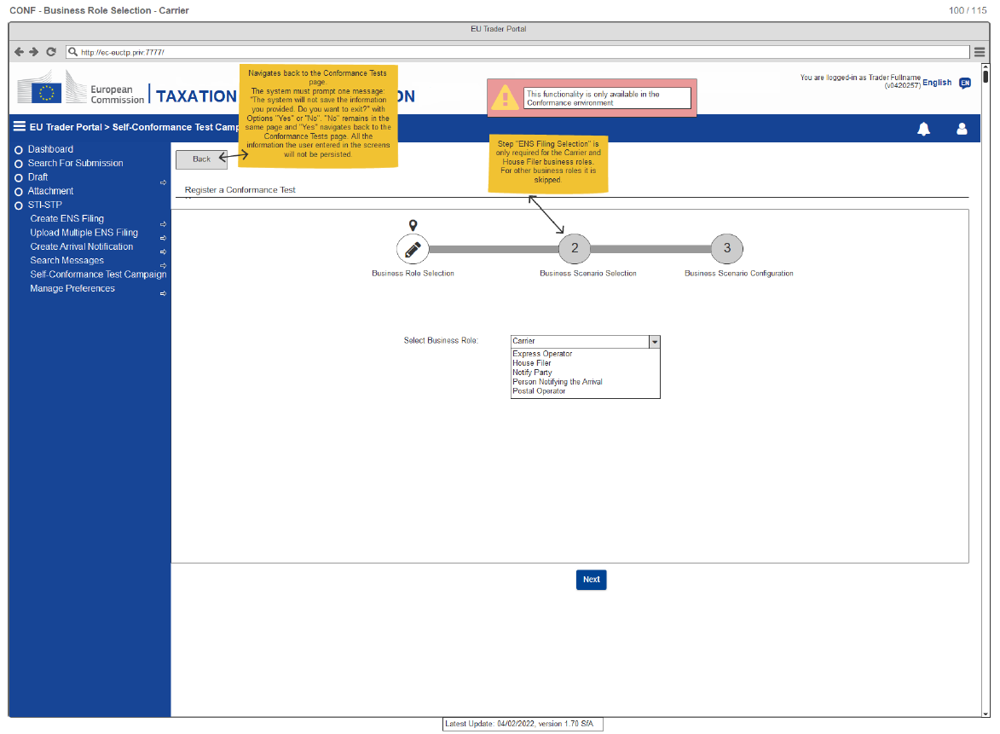 CONF - Business Role Selection - Carrier
100 / 115
EU Trader Portal
http://ec-euctp.priv:7777/
European
Commission
TAXATION
ON
Navigates back to the Conformance Tests
page.
The system must prompt one message:
"The system will not save the information
you provided. Do you want to exit?" with
Options "Yes" or "No". "No" remains in the
same page and "Yes" navigates back to the
Conformance Tests page. All the
information the user entered in the screens
will not be persisted.
This functionality is only available in the
Conformance environment
You are llogged-in as Trader Fullname
(v0420257)
English
EN
EU Trader Portal > Self-Conformance Test Camp
Dashboard
Search For Submission
Draft
Attachment
STI-STP
Create ENS Filing
Upload Multiple ENS Filing
Create Arrival Notification
Search Messages
Self-Conformance Test Campaign
Manage Preferences
Back
Step "ENS Filing Selection" is
only required for the Carrier and
House Filer business roles.
For other business roles it is
skipped.
Register a Conformance Test
2
3
Business Role Selection
Business Scenario Selection
Business Scenario Configuration
Select Business Role:
Carrier
Express Operator
House Filer
Notify Party
Person Notifying the Arrival
Postal Operator
Next
Latest Update: 04/02/2022, version 1.70 SfA